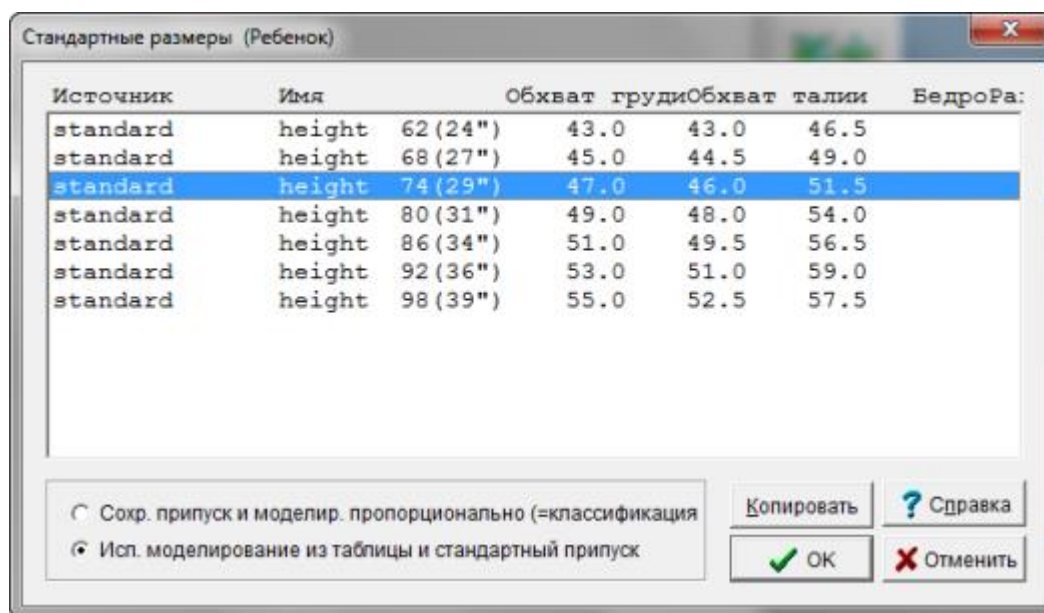 Стандартные размеры (Ребенок)
Источник Имя Обхват грудиОбхват талии БедроРа:
standard height 62(24") 43.0 43.0 46.5
standard height 68(27") 45.0 44.5 49.0
standard height 74(29") 47.0 46.0 51.5
standard height 80(31") 49.0 48.0 54.0
standard height 86(34") 51.0 49.5 56.5
standard height 92(36") 53.0 51.0 59.0
standard height 98(39") 55.0 52.5 57.5
Сохр. припуск и моделир. пропорционально (=классификация
Исп. моделирование из таблицы и стандартный припуск
Копировать ? Справка
OK Отменить